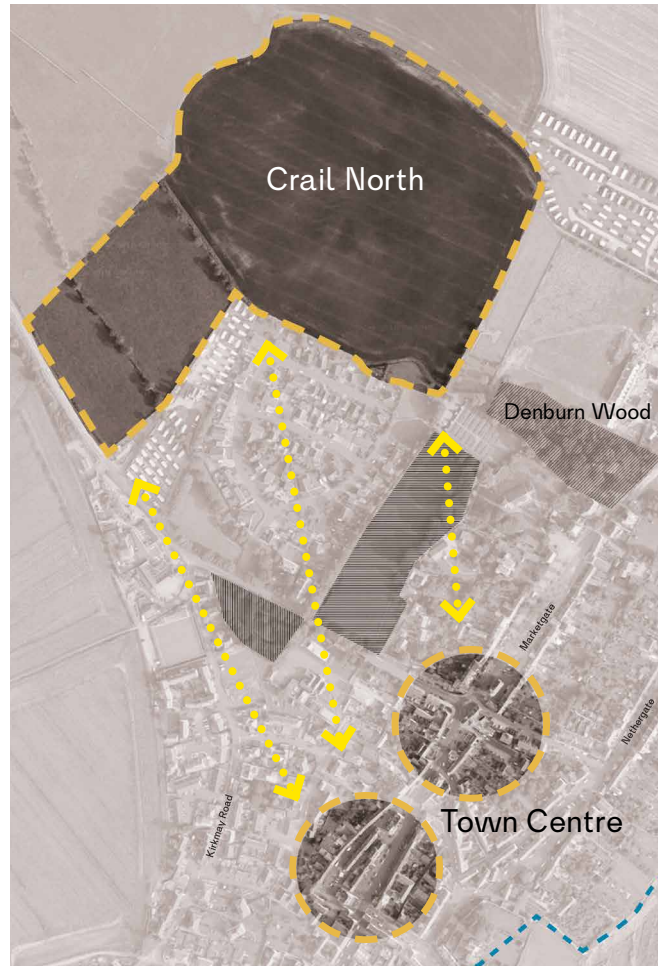 Crail North
Denburn Wood
Marketgate
Nethergate
Town Centre
Kirkmay Road